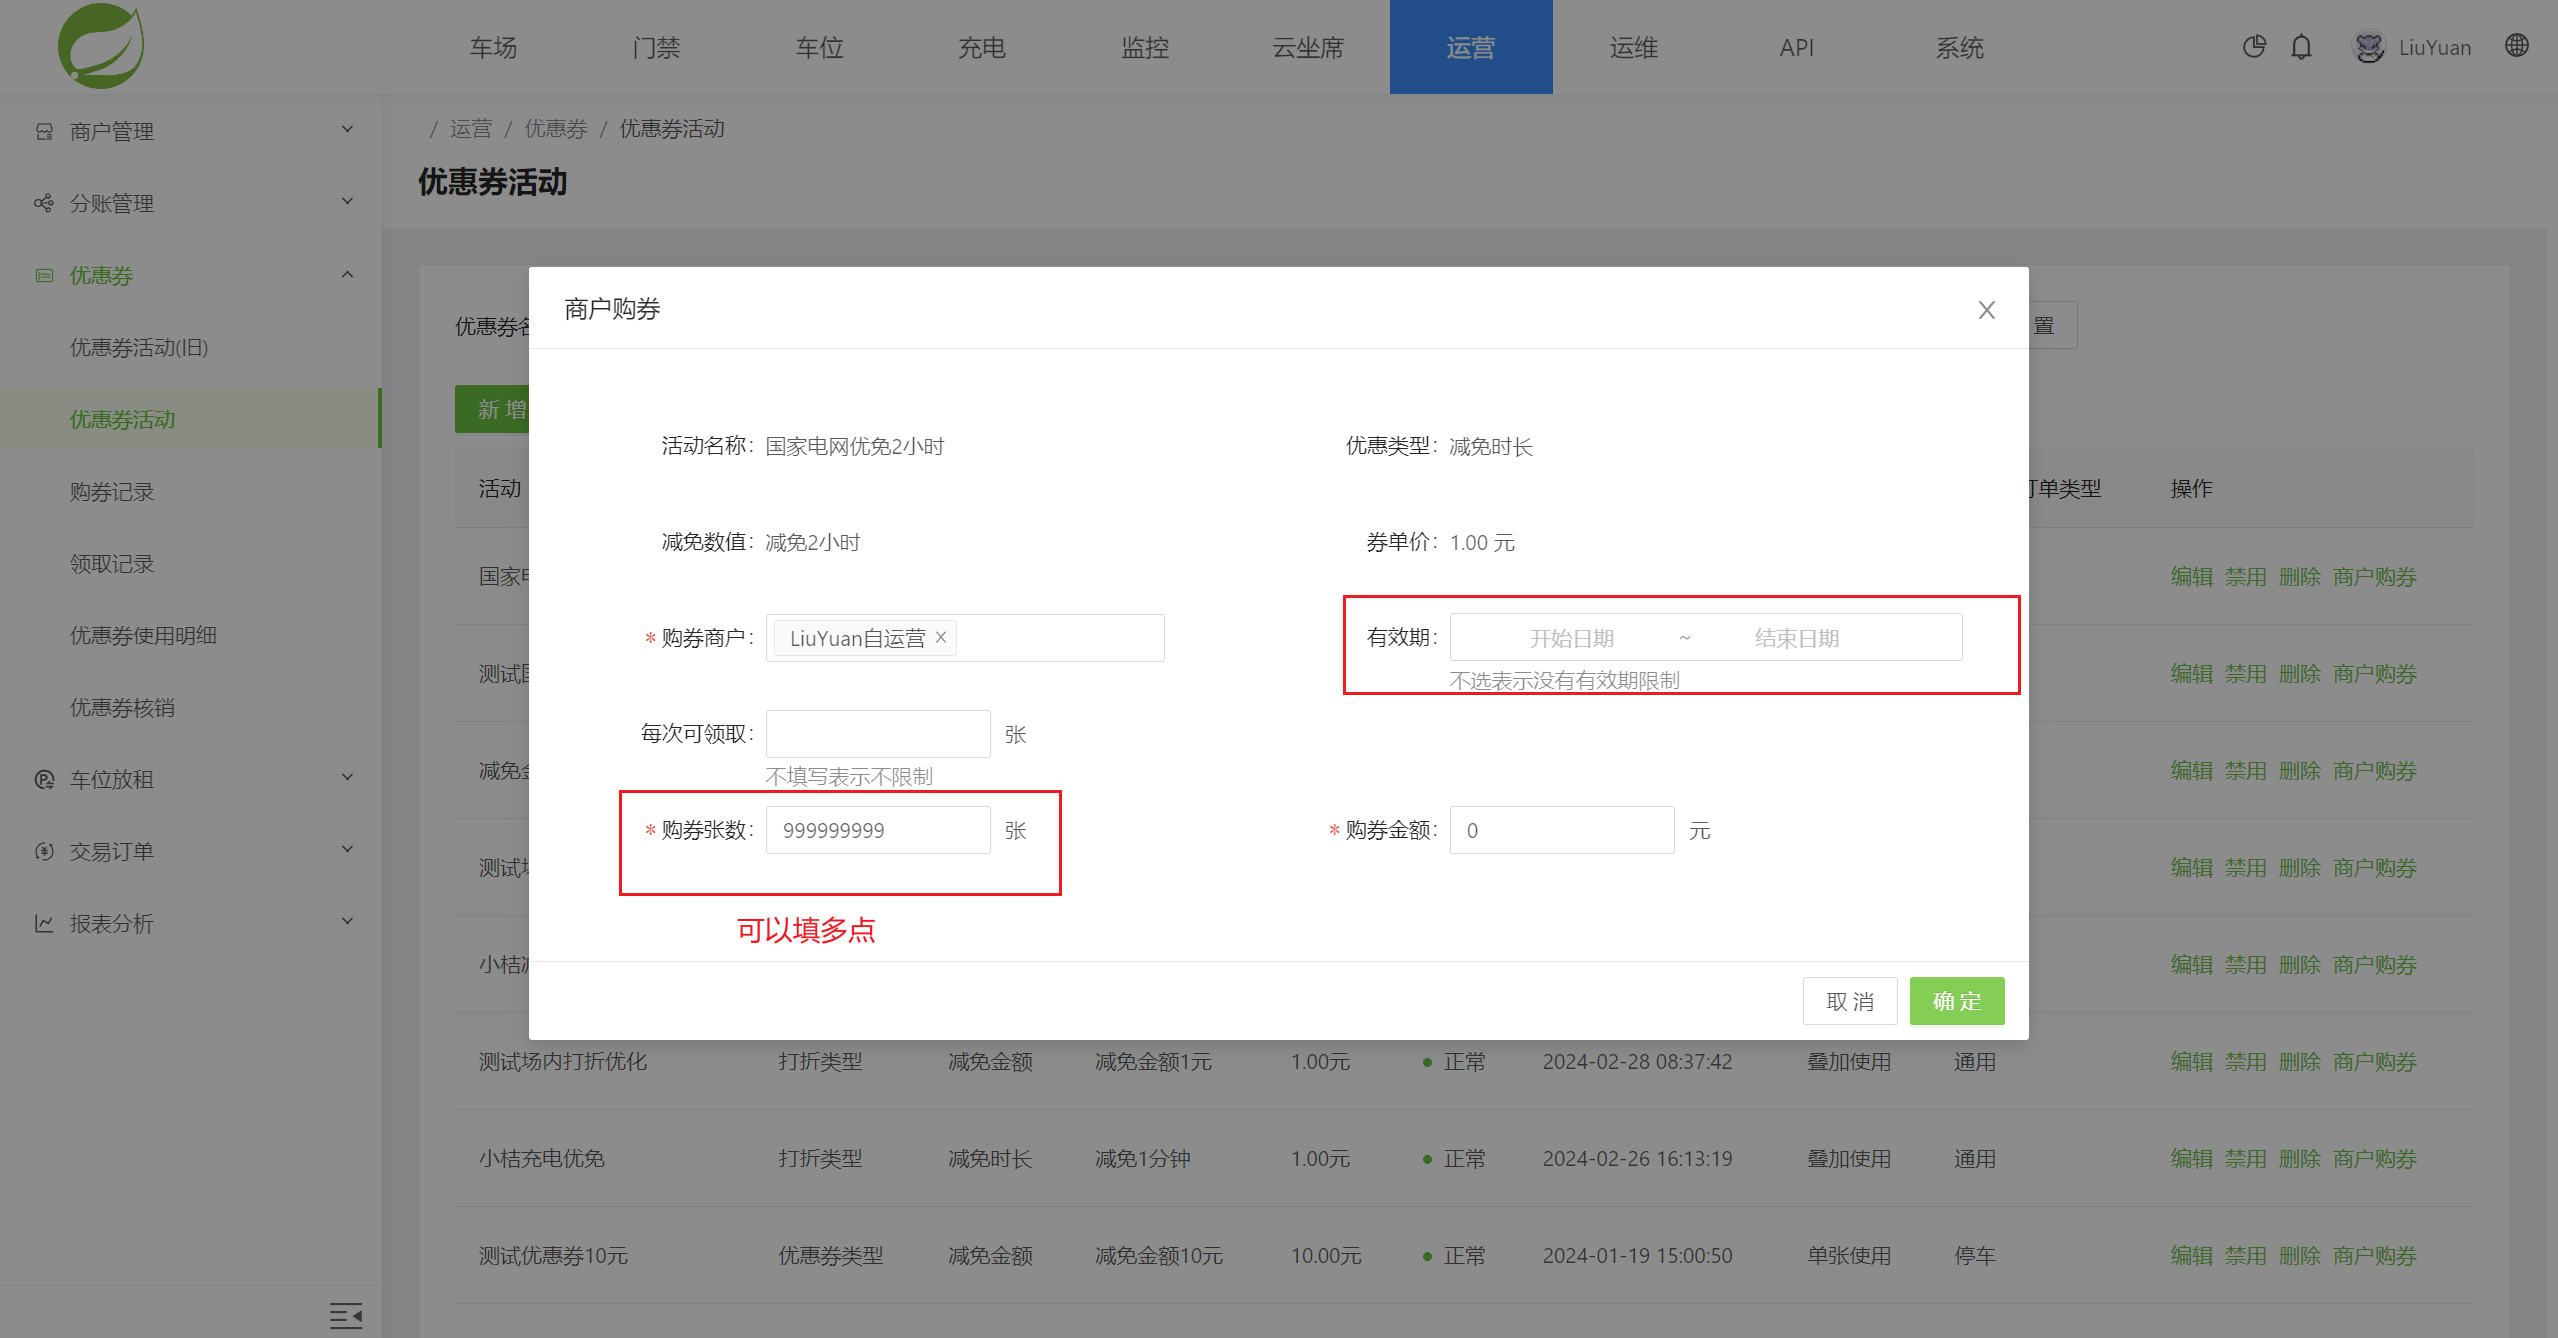 车场 门禁 车位 充电 监控 云坐席 运营 运维 API 系统 LiuYuan
商户管理
分账管理
优惠券
优惠券活动(旧)
优惠券活动
购券记录
领取记录
优惠券使用明细
优惠券核销
车位放租
交易订单
报表分析
/ 运营 / 优惠券 / 优惠券活动
优惠券活动
优惠券名 置
新 增
活动 订单类型 操作
国家电 编辑 禁用 删除 商户购券
测试国 编辑 禁用 删除 商户购券
减免金 编辑 禁用 删除 商户购券
测试场 编辑 禁用 删除 商户购券
小桔减 编辑 禁用 删除 商户购券
商户购券
活动名称: 国家电网优免2小时 优惠类型: 减免时长
减免数值: 减免2小时 券单价: 1.00 元
* 购券商户: LiuYuan自运营 有效期: 开始日期 ~ 结束日期
不选表示没有有效期限制
每次可领取: 张
不填写表示不限制
* 购券张数: 999999999 张 * 购券金额: 0 元
可以填多点
取 消 确 定
测试场内打折优化 打折类型 减免金额 减免金额1元 1.00元 正常 2024-02-28 08:37:42 叠加使用 通用 编辑 禁用 删除 商户购券
小桔充电优免 打折类型 减免时长 减免1分钟 1.00元 正常 2024-02-26 16:13:19 叠加使用 通用 编辑 禁用 删除 商户购券
测试优惠券10元 优惠券类型 减免金额 减免金额10元 10.00元 正常 2024-01-19 15:00:50 单张使用 停车 编辑 禁用 删除 商户购券